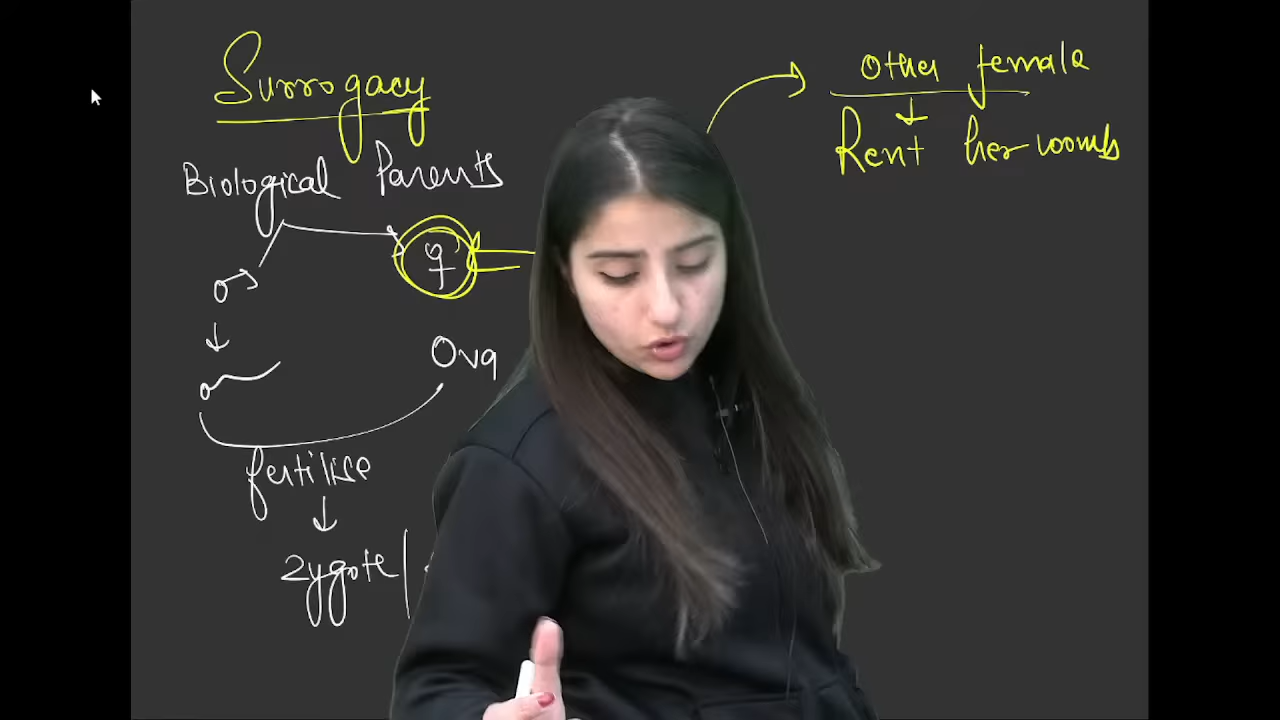 Surrogacy
Biological Parents
♂ ♀
Ova
fertilise
zygote/
Other female
Rent her womb